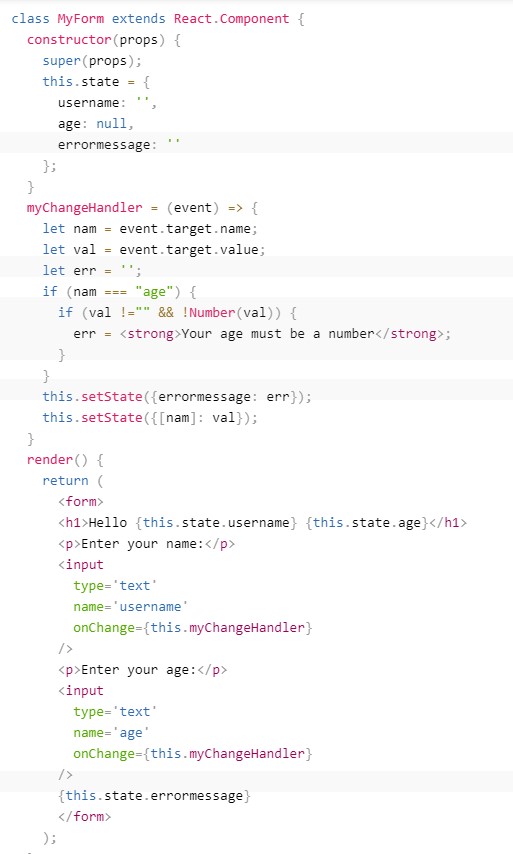 class MyForm extends React.Component {
  constructor(props) {
    super(props);
    this.state = {
      username: '',
      age: null,
      errormessage: ''
    };
  }
  myChangeHandler = (event) => {
    let nam = event.target.name;
    let val = event.target.value;
    let err = '';
    if (nam === "age") {
      if (val !="" && !Number(val)) {
        err = <strong>Your age must be a number</strong>;
      }
    }
    this.setState({errormessage: err});
    this.setState({[nam]: val});
  }
  render() {
    return (
      <form>
      <h1>Hello {this.state.username} {this.state.age}</h1>
      <p>Enter your name:</p>
      <input
        type='text'
        name='username'
        onChange={this.myChangeHandler}
      />
      <p>Enter your age:</p>
      <input
        type='text'
        name='age'
        onChange={this.myChangeHandler}
      />
      {this.state.errormessage}
      </form>
    );